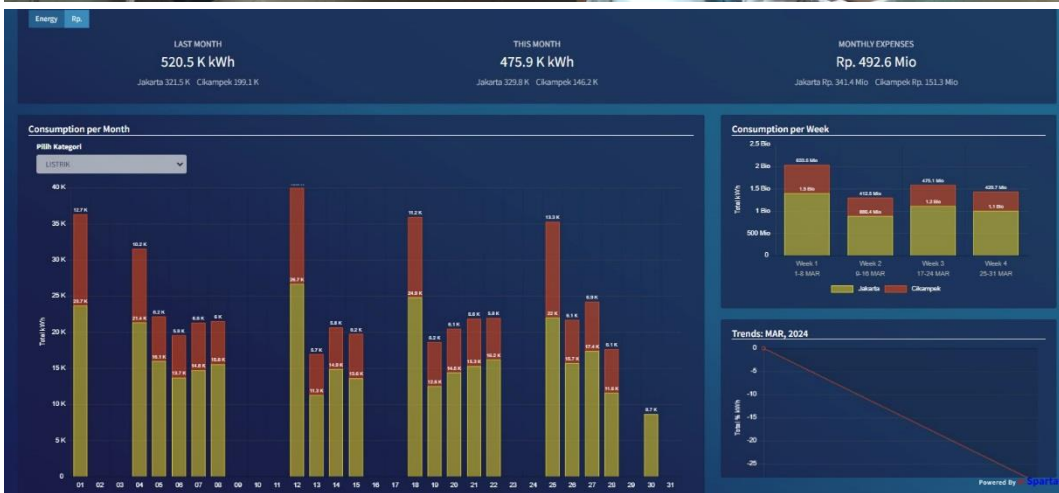 Energy Rp.
LAST MONTH
520.5 K kWh
Jakarta 321.5 K Cikampek 199.1 K
THIS MONTH
475.9 K kWh
Jakarta 329.8 K Cikampek 146.2 K
MONTHLY EXPENSES
Rp. 492.6 Mio
Jakarta Rp. 341.4 Mio Cikampek Rp. 151.3 Mio
Consumption per Month
Pilih Kategori
LISTRIK
Total kWh
40 K
35 K
30 K
25 K
20 K
15 K
10 K
5 K
0
12.7 K
23.7 K
10.2 K
21.4 K
6.2 K
16.1 K
13.7 K
14.8 K
6 K
15.6 K
26.7 K
5.7 K
11.3 K
5.8 K
14.9 K
6.2 K
13.6 K
11.2 K
24.8 K
6.2 K
12.6 K
6.1 K
14.5 K
15.3 K
5.8 K
16.2 K
13.3 K
22 K
6.1 K
15.7 K
17.4 K
6.1 K
11.6 K
8.7 K
01 02 03 04 05 06 07 08 09 10 11 12 13 14 15 16 17 18 19 20 21 22 23 24 25 26 27 28 29 30 31
Consumption per Week
Total kWh
2.5 Bio
2 Bio
1.5 Bio
1 Bio
500 Mio
0
1.3 Bio
475.1 Mio
1.1 Bio
Week 1 Week 2 Week 3 Week 4
1-8 MAR 9-16 MAR 17-24 MAR 25-31 MAR
Jakarta Cikampek
Trends: MAR, 2024
Total % kWh
0
-5
-10
-15
-20
-25
Powered By Sparta